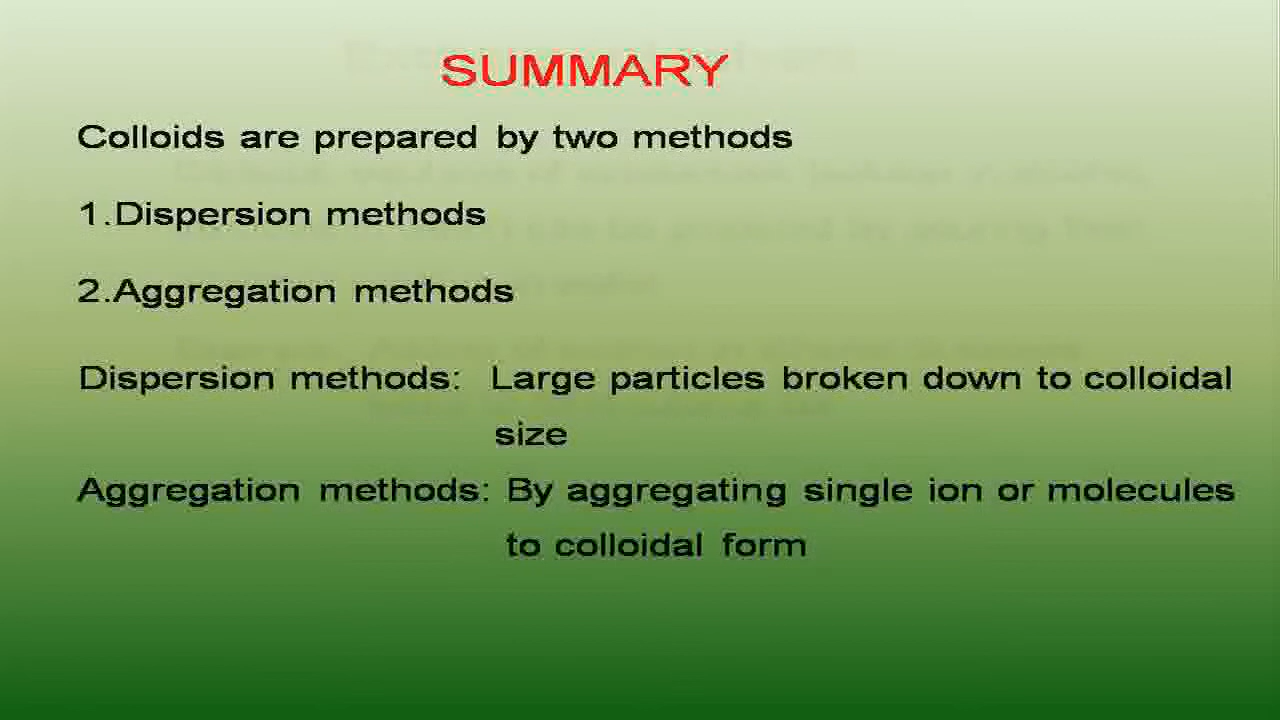 SUMMARY
Colloids are prepared by two methods
1.Dispersion methods
2.Aggregation methods
Dispersion methods: Large particles broken down to colloidal
size
Aggregation methods: By aggregating single ion or molecules
to colloidal form